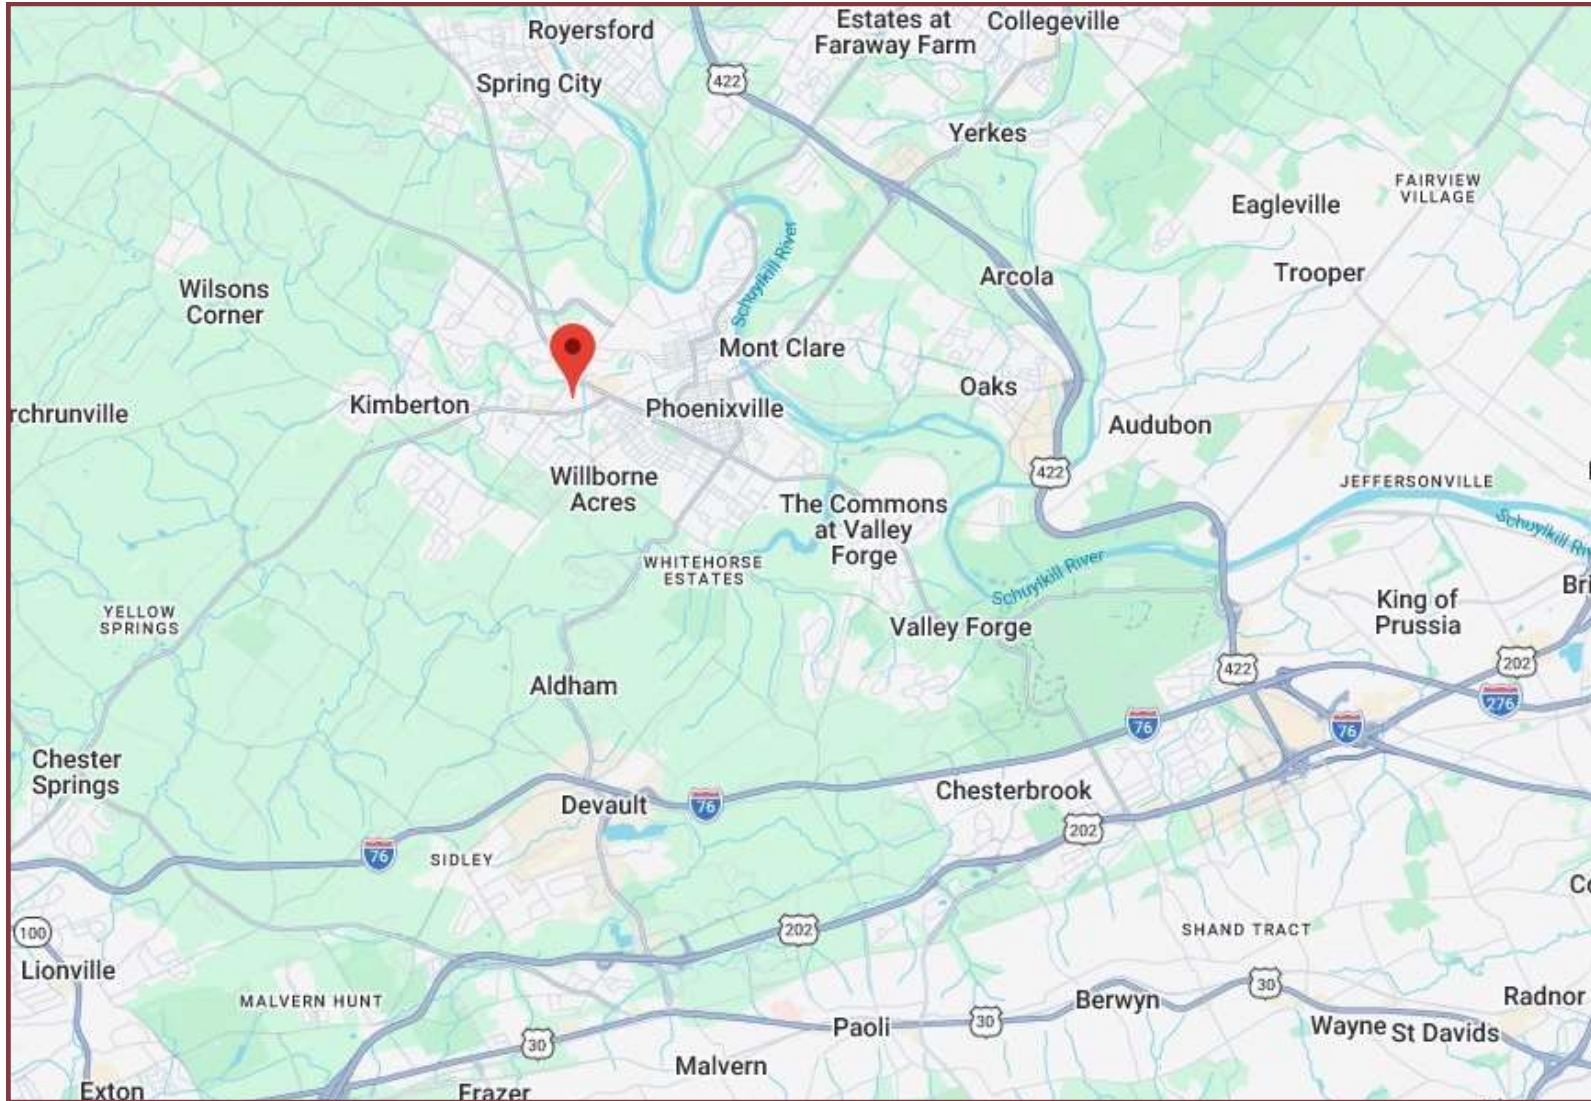 Royersford
Estates at
Faraway Farm
Collegeville
Spring City
422
Yerkes
FAIRVIEW
VILLAGE
Eagleville
Schuylkill River
Arcola
Trooper
Wilsons
Corner
Mont Clare
Oaks
rchrunville
Kimberton
Phoenixville
Audubon
Willborne
Acres
422
JEFFERSONVILLE
The Commons
at Valley
Forge
Schuylkill Riv
WHITEHORSE
ESTATES
Schuylkill River
Bri
YELLOW
SPRINGS
Valley Forge
King of
Prussia
422
202
Aldham
276
76
76
Chester
Springs
Devault
76
Chesterbrook
202
76
SIDLEY
Co
100
202
SHAND TRACT
Lionville
MALVERN HUNT
30
Berwyn
Radnor
Paoli
30
Wayne
St Davids
30
Malvern
Exton
Frazer